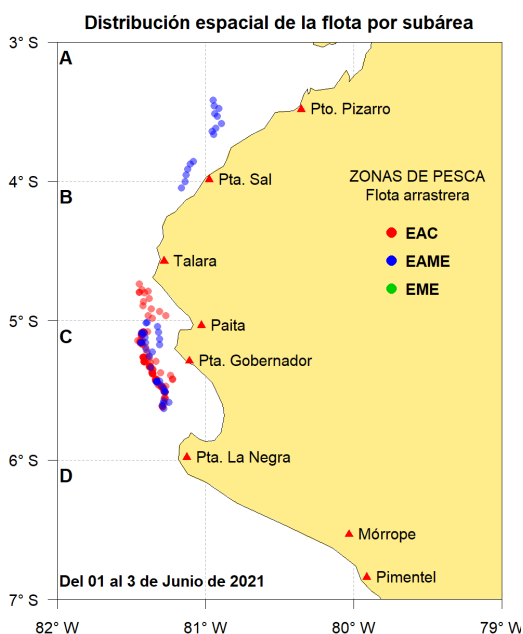 Distribución espacial de la flota por subárea
3° S
A
Pto. Pizarro
4° S
Pta. Sal
ZONAS DE PESCA
Flota arrastrera
B
EAC
Talara
EAME
EME
5° S
Paita
C
Pta. Gobernador
6° S
Pta. La Negra
D
Mórrope
Pimentel
Del 01 al 3 de Junio de 2021
7° S
82° W
81° W
80° W
79° W